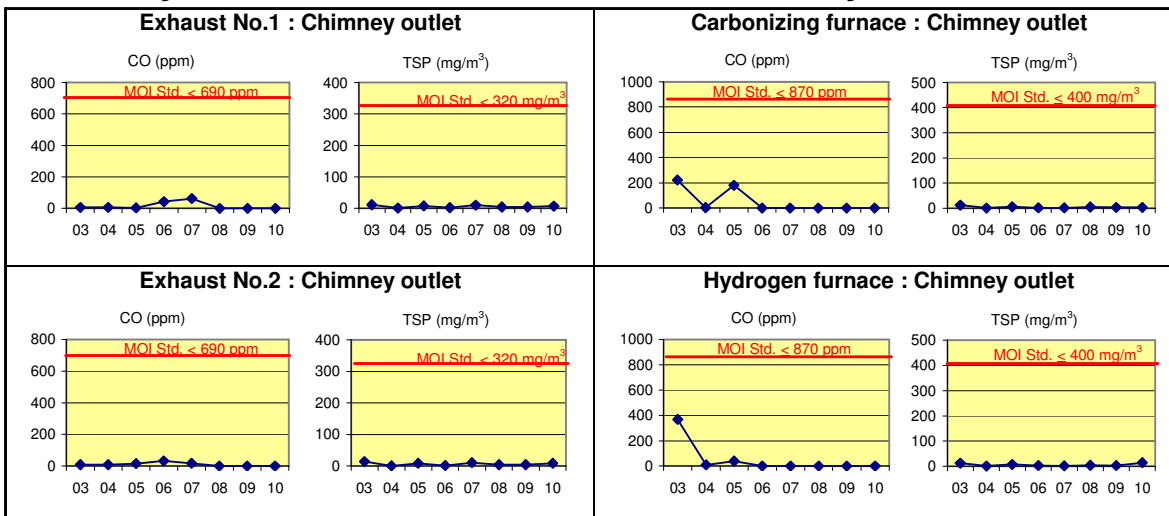 Exhaust No.1 : Chimney outlet
CO (ppm)
800
600
400
200
0
MOI Std. < 690 ppm
03 04 05 06 07 08 09 10
TSP (mg/m³)
400
300
200
100
0
MOI Std. < 320 mg/m³
03 04 05 06 07 08 09 10
Carbonizing furnace : Chimney outlet
CO (ppm)
1000
800
600
400
200
0
MOI Std. ≤ 870 ppm
03 04 05 06 07 08 09 10
TSP (mg/m³)
500
400
300
200
100
0
MOI Std. ≤ 400 mg/m³
03 04 05 06 07 08 09 10
Exhaust No.2 : Chimney outlet
CO (ppm)
800
600
400
200
0
MOI Std. < 690 ppm
03 04 05 06 07 08 09 10
TSP (mg/m³)
400
300
200
100
0
MOI Std. < 320 mg/m³
03 04 05 06 07 08 09 10
Hydrogen furnace : Chimney outlet
CO (ppm)
1000
800
600
400
200
0
MOI Std. ≤ 870 ppm
03 04 05 06 07 08 09 10
TSP (mg/m³)
500
400
300
200
100
0
MOI Std. ≤ 400 mg/m³
03 04 05 06 07 08 09 10